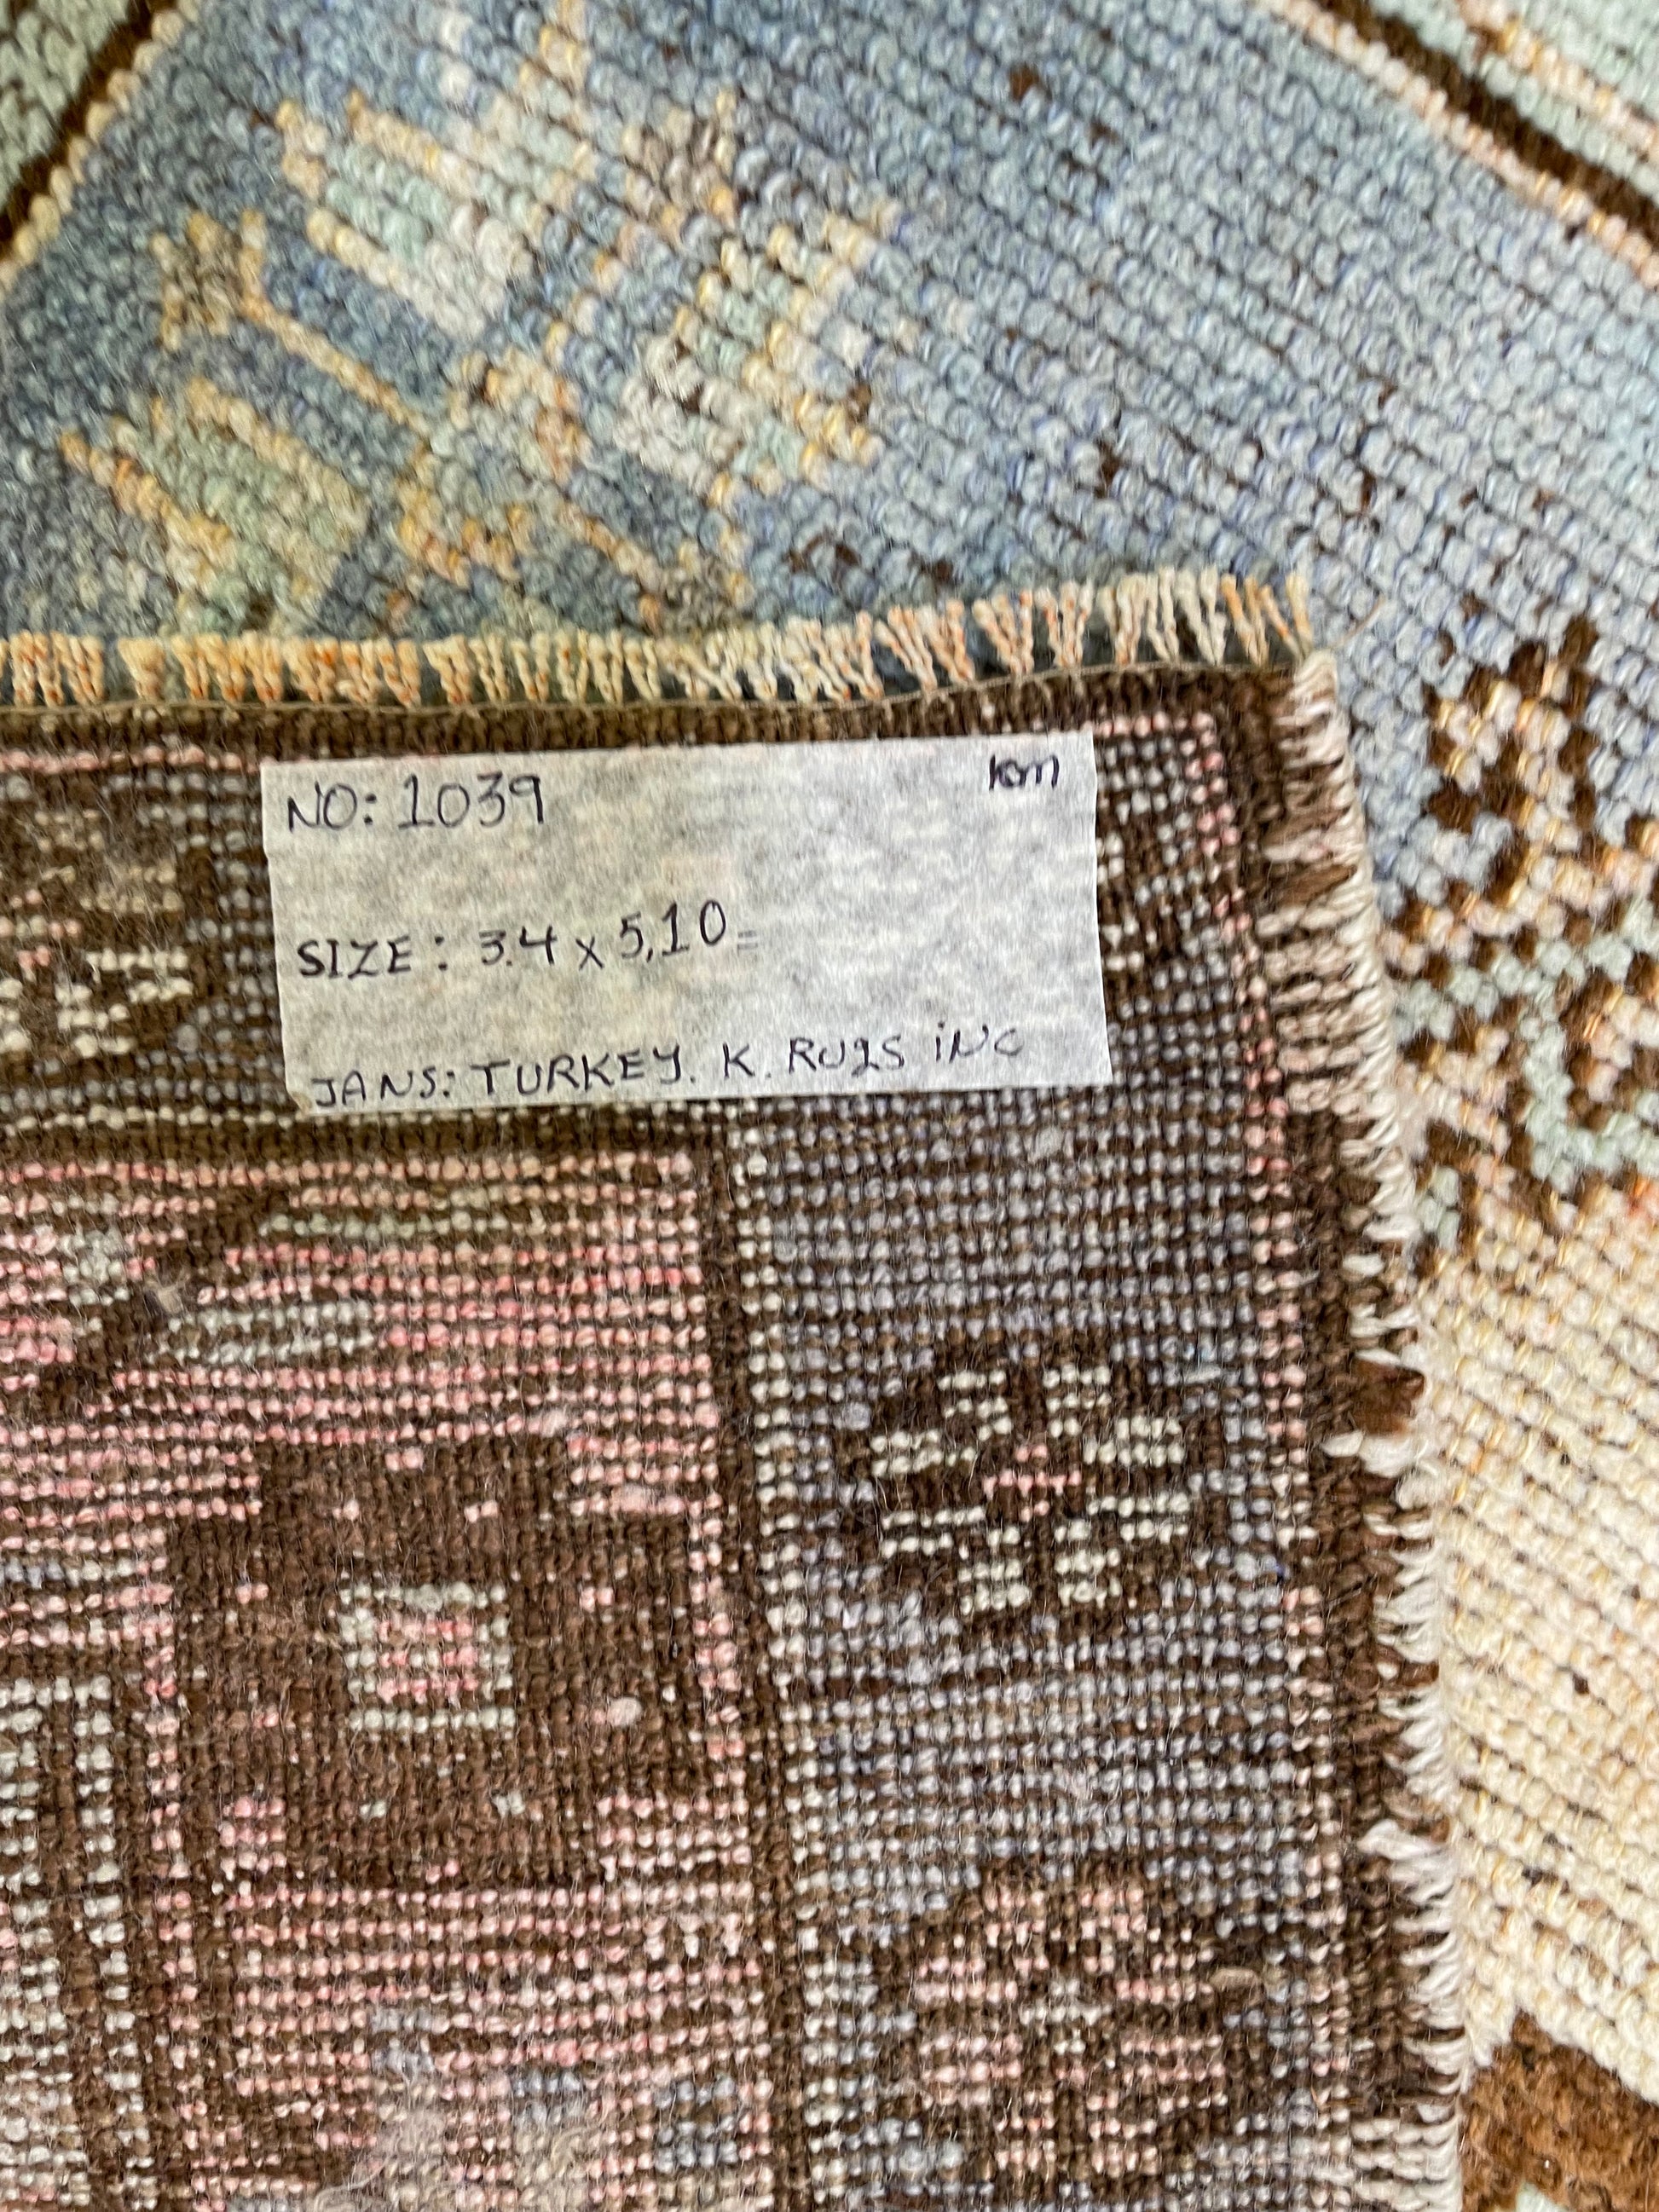 NO: 1039 km
SIZE: 3.4 x 5,10=
JANS: TURKEY. K. RUGS iNC